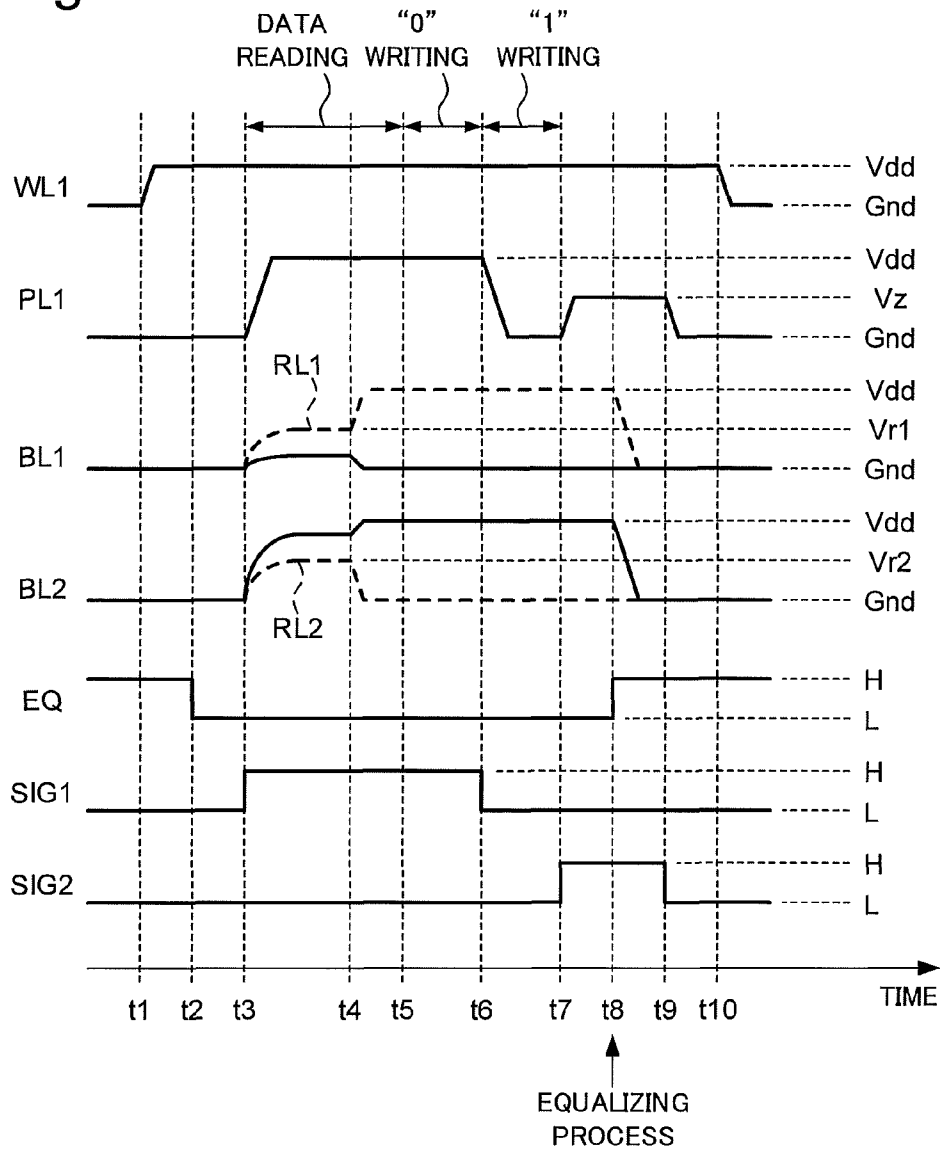 DATA READING
"0" WRITING
"1" WRITING
WL1
Vdd
Gnd
PL1
Vdd
Vz
Gnd
RL1
BL1
Vdd
Vr1
Gnd
BL2
RL2
Vdd
Vr2
Gnd
EQ
H
L
SIG1
H
L
SIG2
H
L
t1 t2 t3 t4 t5 t6 t7 t8 t9 t10
TIME
EQUALIZING
PROCESS